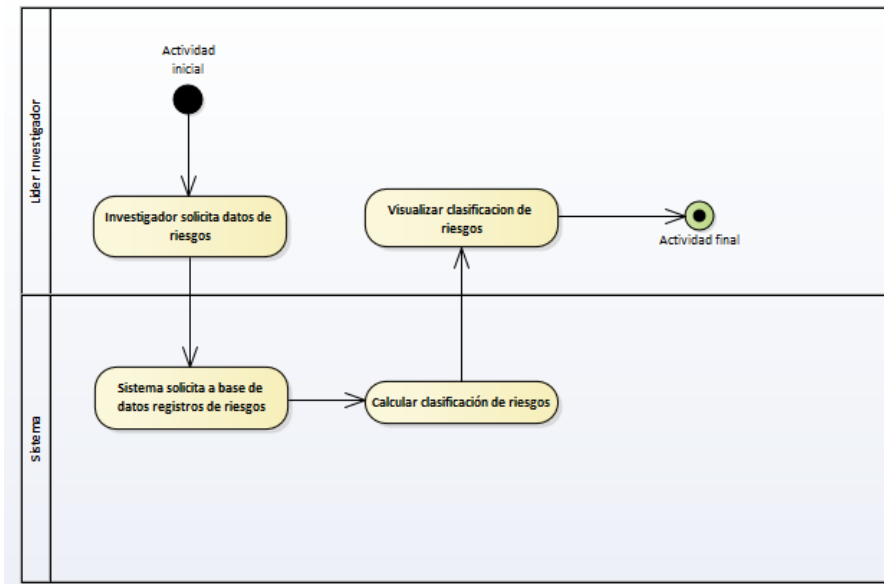 Lider Investigador
Actividad
inicial
Investigador solicita datos de
riesgos
Visualizar clasificacion de
riesgos
Actividad final
Sistema
Sistema solicita a base de
datos registros de riesgos
Calcular clasificación de riesgos